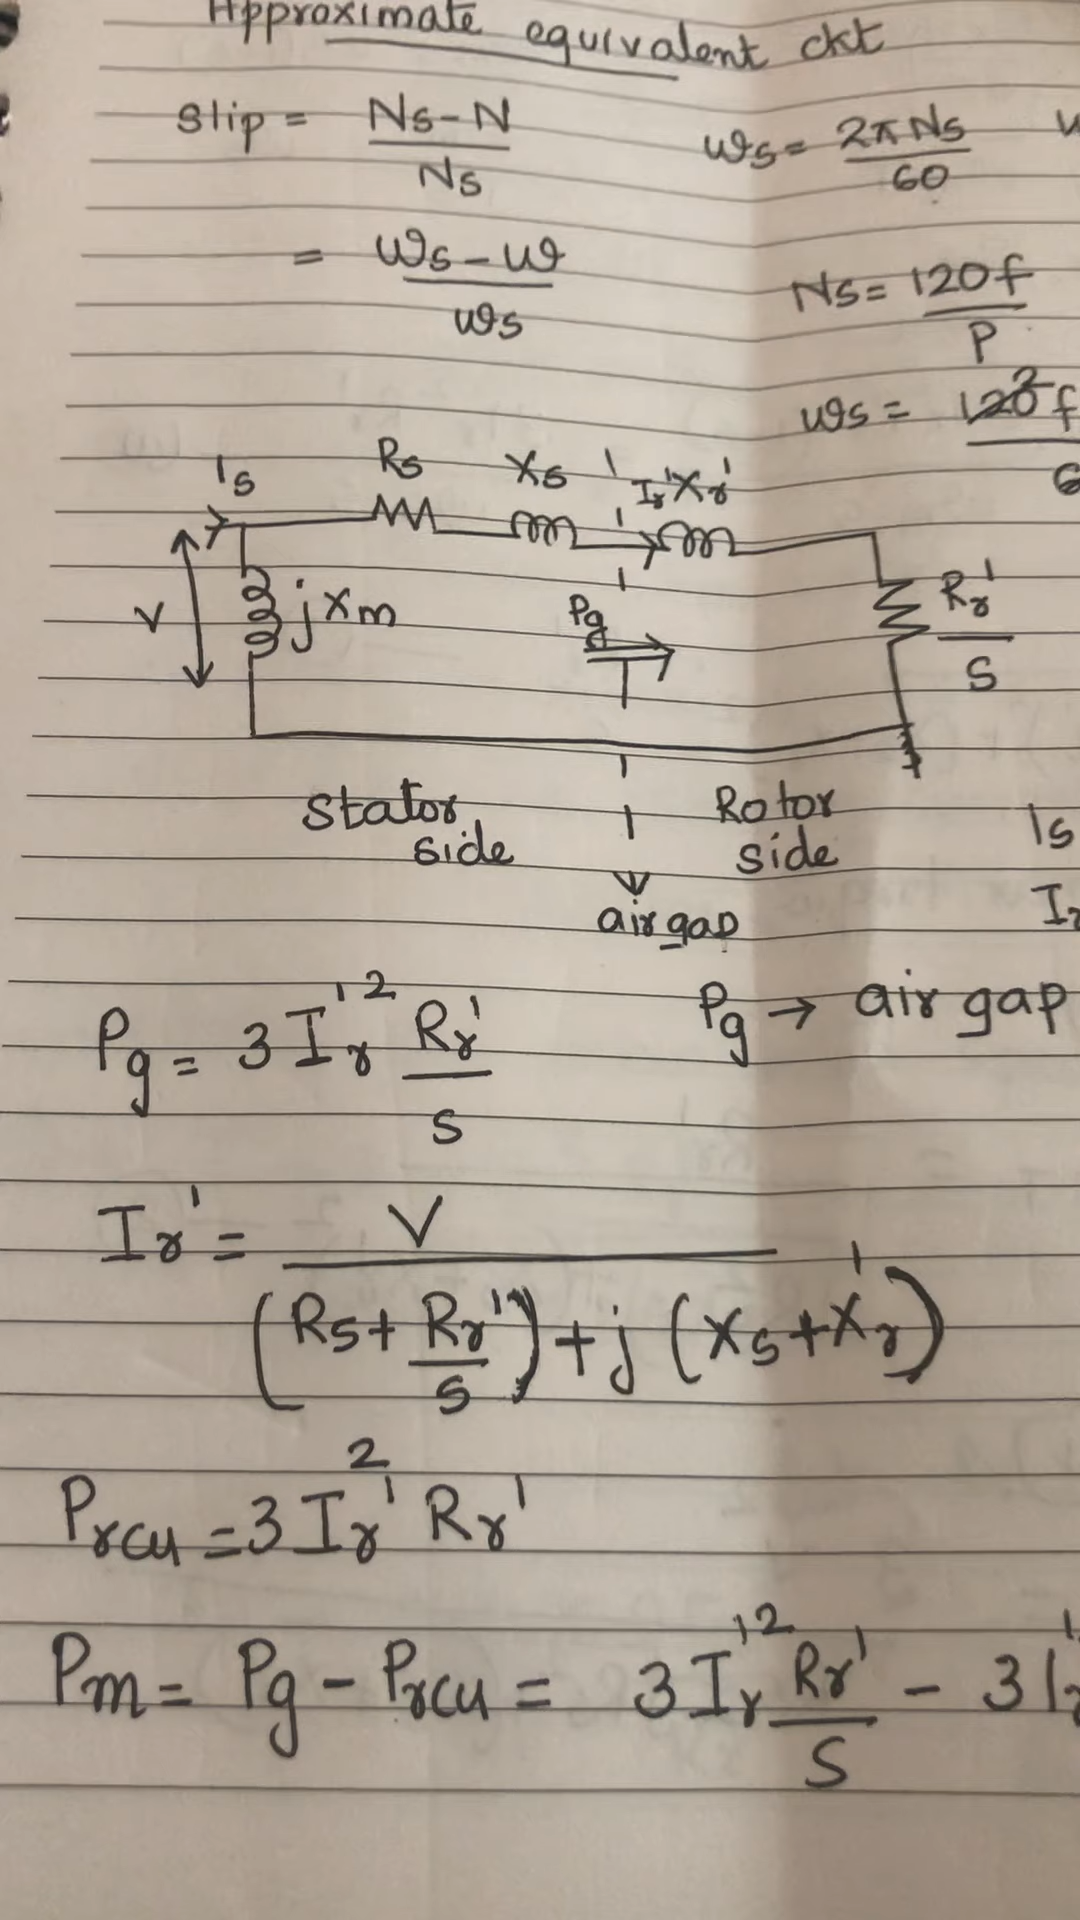 Approximate equivalent ckt
Slip = Ns-N / Ns
ωs = 2πNs / 60
= ωs-ω / ωs
Ns = 120f / P
ωs = 120 2 f
Is
Rs
Xs
Ir' Xr'
V
jXm
Pg
Rr' / S
Stator side
Rotor side
air gap
Is
Pg = 3 Ir'² Rr' / s
Pg → air gap
Ir' = V / (Rs + Rr'/s) + j (Xs + Xr')
Prcu = 3 Ir'² Rr'
Pm = Pg - Prcu = 3 Ir'² Rr' / S - 3